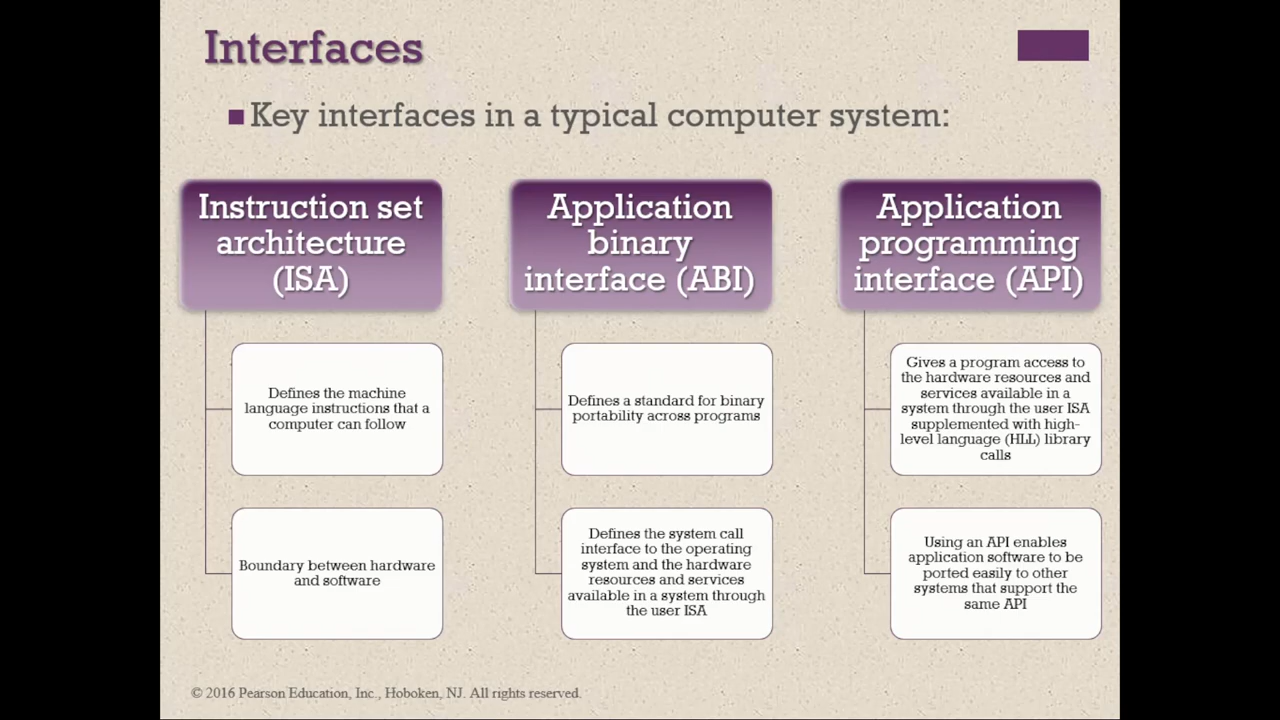 Interfaces
Key interfaces in a typical computer system:
Instruction set
architecture
(ISA)
Defines the machine
language instructions that a
computer can follow
Boundary between hardware
and software
Application
binary
interface (ABI)
Defines a standard for binary
portability across programs
Defines the system call
interface to the operating
system and the hardware
resources and services
available in a system through
the user ISA
Application
programming
interface (API)
Gives a program access to
the hardware resources and
services available in a
system through the user ISA
supplemented with high-
level language (HLL) library
calls
Using an API enables
application software to be
ported easily to other
systems that support the
same API
© 2016 Pearson Education, Inc., Hoboken, NJ. All rights reserved.